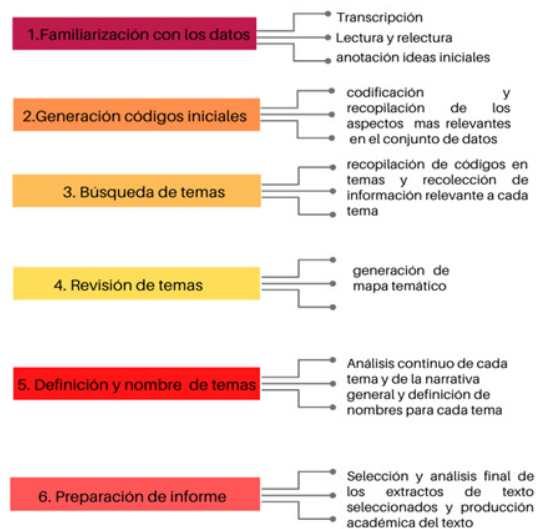 1.Familiarización con los datos
Transcripción
Lectura y relectura
anotación ideas iniciales
2.Generación códigos iniciales
codificación y
recopilación de los
aspectos mas relevantes
en el conjunto de datos
3. Búsqueda de temas
recopilación de códigos en
temas y recolección de
información relevante a cada
tema
4. Revisión de temas
generación de
mapa temático
5. Definición y nombre de temas
Análisis continuo de cada
tema y de la narrativa
general y definición de
nombres para cada tema
6. Preparación de informe
Selección y análisis final de
los extractos de texto
seleccionados y producción
académica del texto